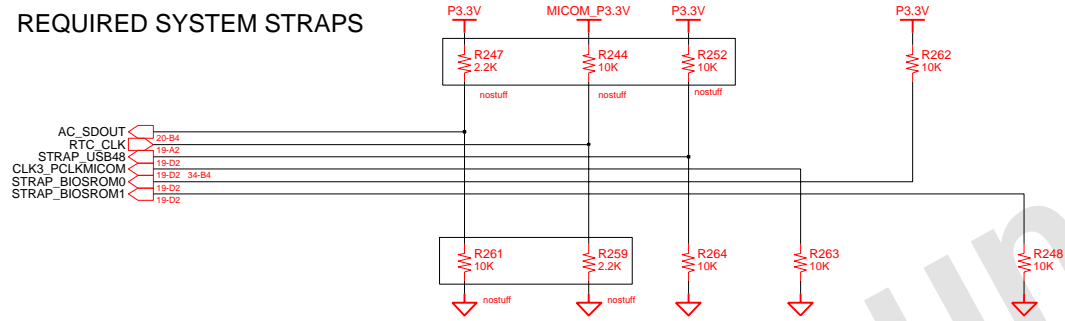 REQUIRED SYSTEM STRAPS
P3.3V MICOM_P3.3V P3.3V P3.3V
R247 R244 R252 R262
2.2K 10K 10K 10K
nostuff nostuff nostuff
AC_SDOUT 20-B4
RTC_CLK 19-A2
STRAP_USB48 19-D2
CLK3_PCLKMICOM 19-D2 34-B4
STRAP_BIOSROM0 19-D2
STRAP_BIOSROM1 19-D2
R261 R259 R264 R263 R248
10K 2.2K 10K 10K 10K
nostuff nostuff